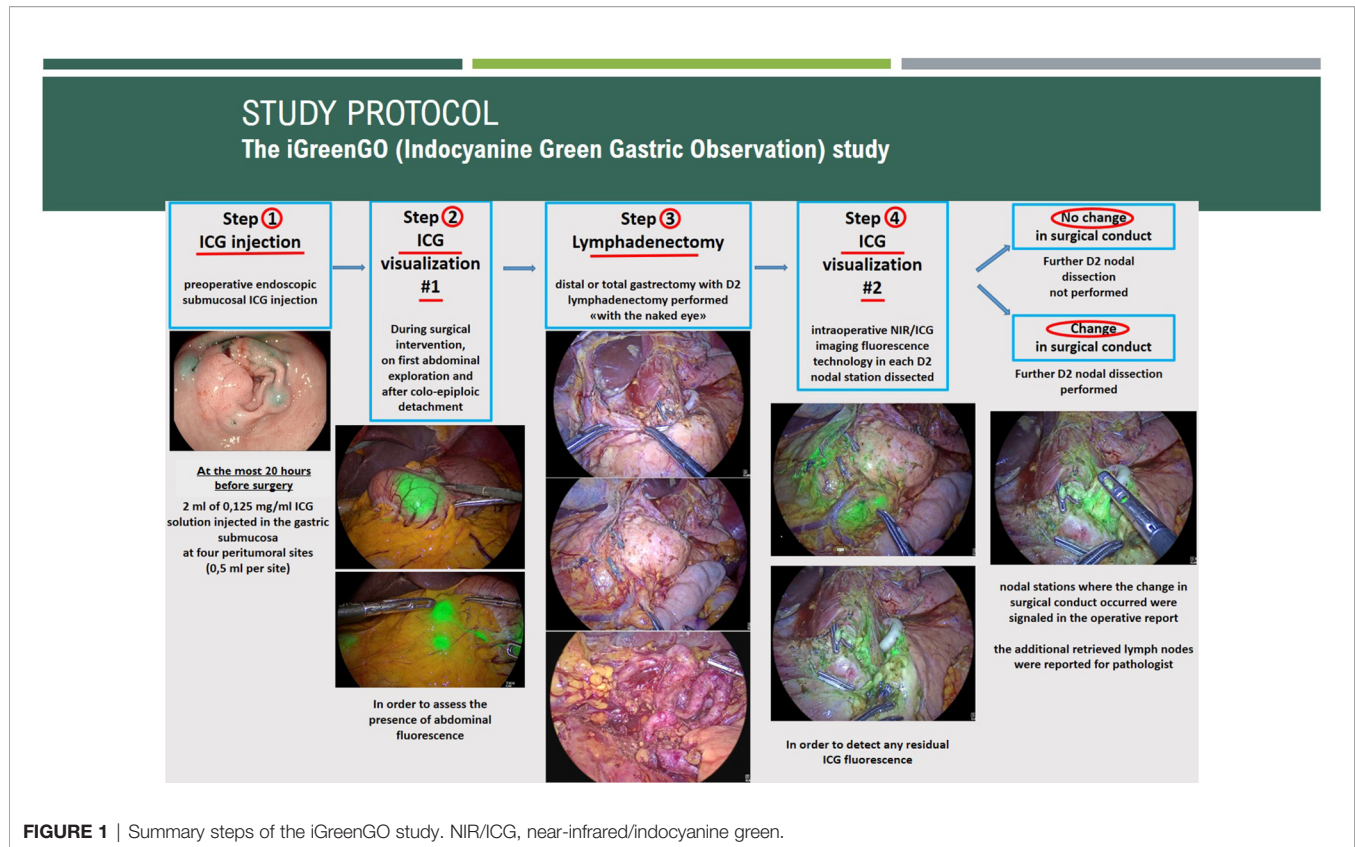 STUDY PROTOCOL
The iGreenGO (Indocyanine Green Gastric Observation) study
Step 1
ICG injection
preoperative endoscopic
submucosal ICG injection
At the most 20 hours
before surgery
2 ml of 0,125 mg/ml ICG
solution injected in the gastric
submucosa
at four peritumoral sites
(0,5 ml per site)
Step 2
ICG
visualization
#1
During surgical
intervention,
on first abdominal
exploration and
after colo-epiploic
detachment
In order to assess the
presence of abdominal
fluorescence
Step 3
Lymphadenectomy
distal or total gastrectomy with D2
lymphadenectomy performed
«with the naked eye»
Step 4
ICG
visualization
#2
intraoperative NIR/ICG
imaging fluorescence
technology in each D2
nodal station dissected
In order to detect any residual
ICG fluorescence
No change
in surgical conduct
Further D2 nodal
dissection
not performed
Change
in surgical conduct
Further D2 nodal dissection
performed
nodal stations where the change in
surgical conduct occurred were
signaled in the operative report
the additional retrieved lymph nodes
were reported for pathologist
FIGURE 1 | Summary steps of the iGreenGO study. NIR/ICG, near-infrared/indocyanine green.